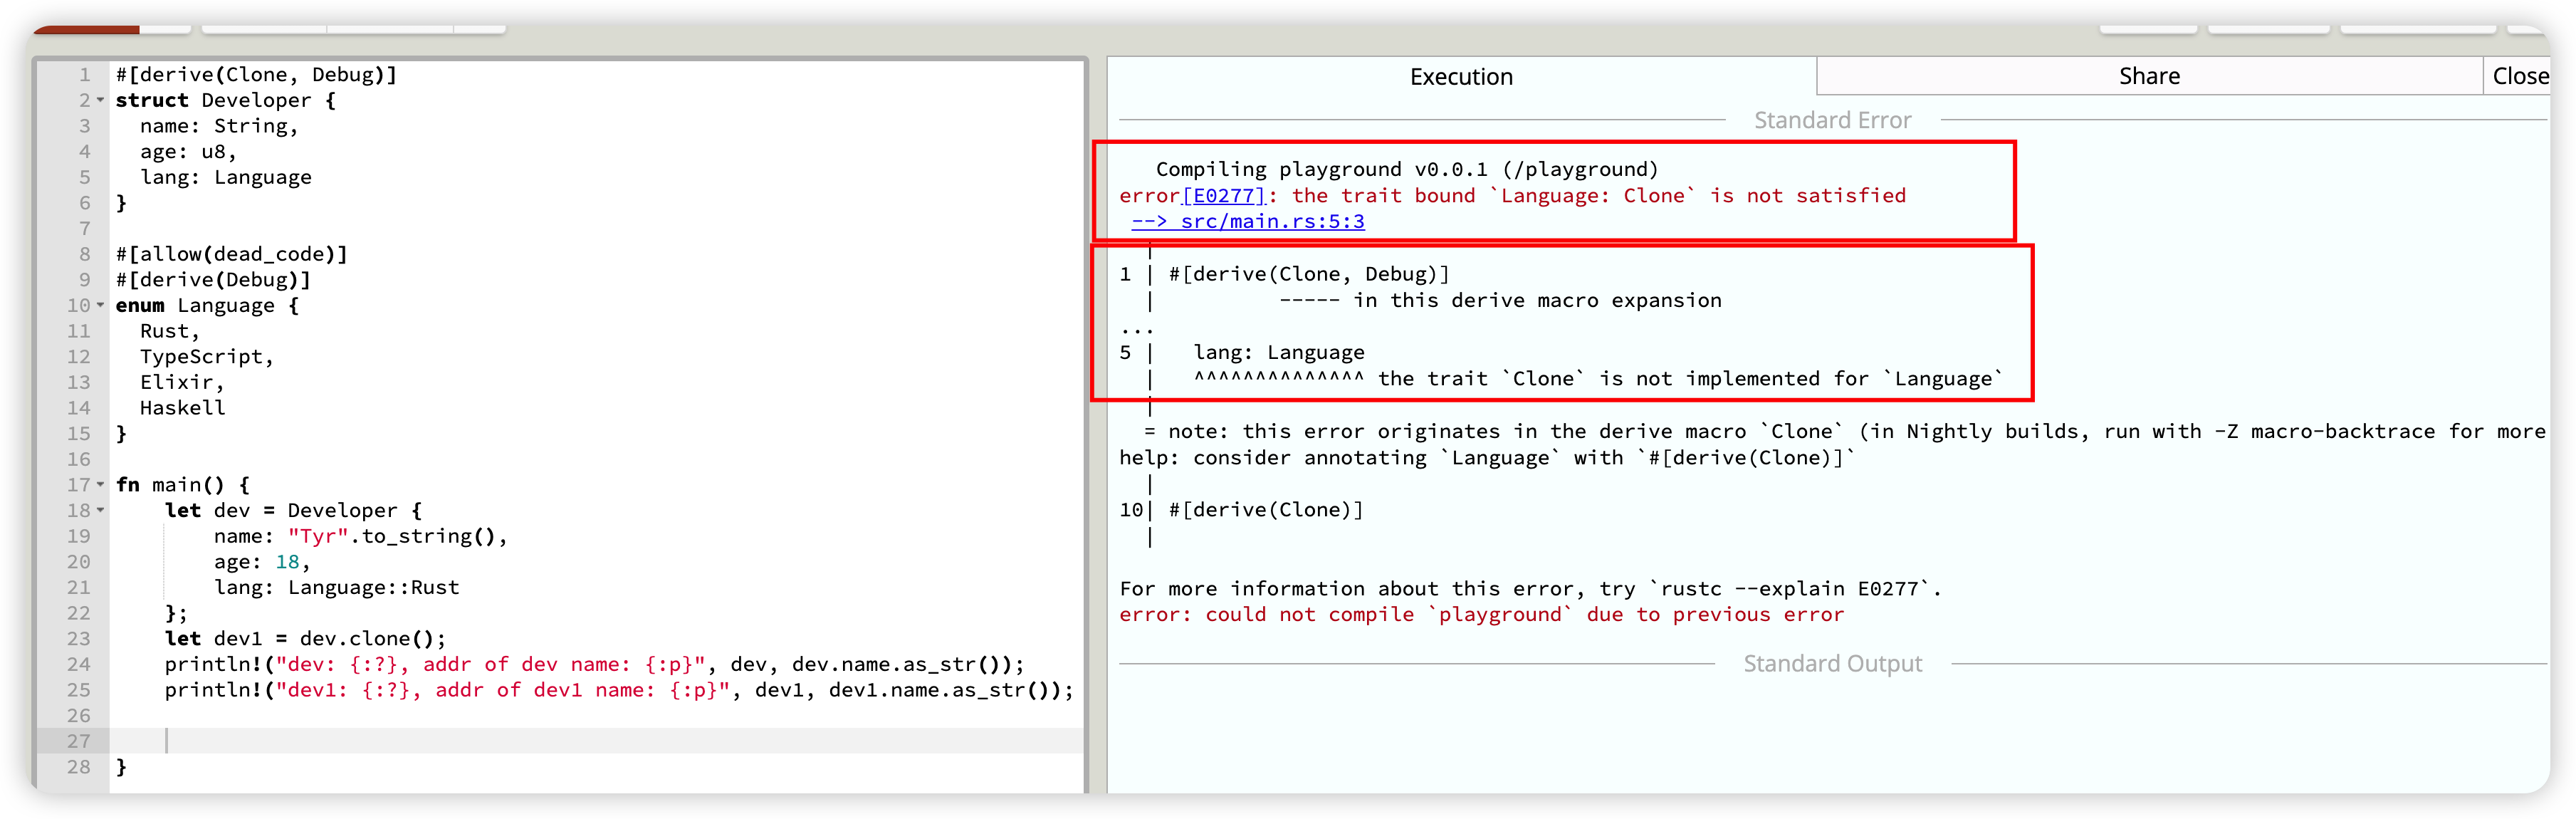 1 #[derive(Clone, Debug)]
2 struct Developer {
3   name: String,
4   age: u8,
5   lang: Language
6 }
7
8 #[allow(dead_code)]
9 #[derive(Debug)]
10 enum Language {
11   Rust,
12   TypeScript,
13   Elixir,
14   Haskell
15 }
16
17 fn main() {
18     let dev = Developer {
19         name: "Tyr".to_string(),
20         age: 18,
21         lang: Language::Rust
22     };
23     let dev1 = dev.clone();
24     println!("dev: {:?}, addr of dev name: {:p}", dev, dev.name.as_str());
25     println!("dev1: {:?}, addr of dev1 name: {:p}", dev1, dev1.name.as_str());
26
27
28 }
Execution
Share
Close
Standard Error
   Compiling playground v0.0.1 (/playground)
error[E0277]: the trait bound `Language: Clone` is not satisfied
 --> src/main.rs:5:3
  |
1 | #[derive(Clone, Debug)]
  |          ----- in this derive macro expansion
...
5 |   lang: Language
  |   ^^^^^^^^^^^^^^ the trait `Clone` is not implemented for `Language`
  |
  = note: this error originates in the derive macro `Clone` (in Nightly builds, run with -Z macro-backtrace for more
help: consider annotating `Language` with `#[derive(Clone)]`
  |
10| #[derive(Clone)]
  |
For more information about this error, try `rustc --explain E0277`.
error: could not compile `playground` due to previous error
Standard Output